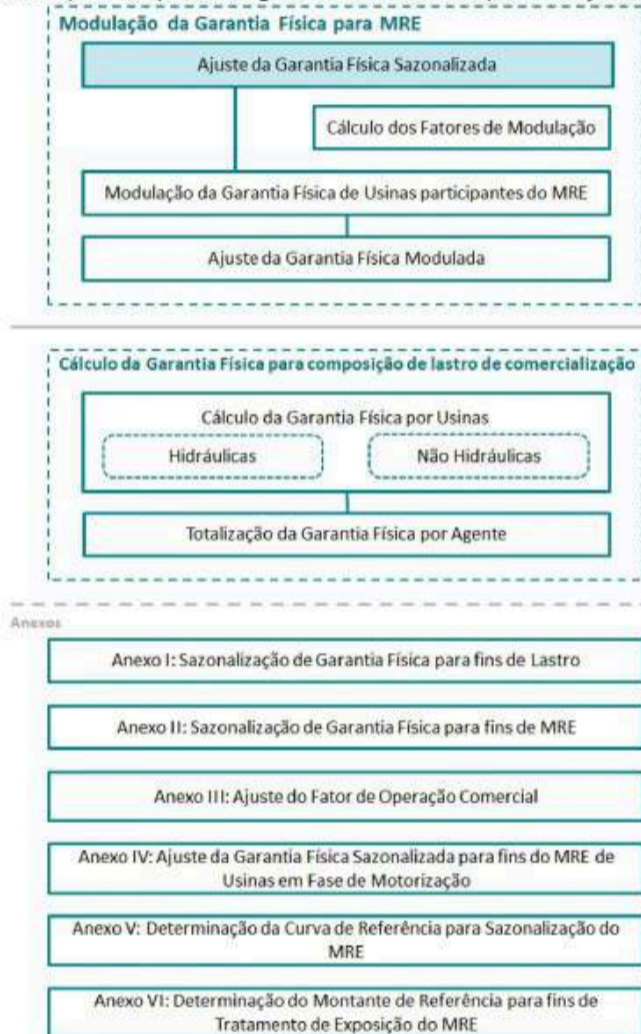 Modulação da Garantia Física para MRE
Ajuste da Garantia Física Sazonalizada
Cálculo dos Fatores de Modulação
Modulação da Garantia Física de Usinas participantes do MRE
Ajuste da Garantia Física Modulada
Cálculo da Garantia Física para composição de lastro de comercialização
Cálculo da Garantia Física por Usinas
Hidráulicas
Não Hidráulicas
Totalização da Garantia Física por Agente
Anexos
Anexo I: Sazonalização de Garantia Física para fins de Lastro
Anexo II: Sazonalização de Garantia Física para fins de MRE
Anexo III: Ajuste do Fator de Operação Comercial
Anexo IV: Ajuste da Garantia Física Sazonalizada para fins do MRE de
Usinas em Fase de Motorização
Anexo V: Determinação da Curva de Referência para Sazonalização do
MRE
Anexo VI: Determinação do Montante de Referência para fins de
Tratamento de Exposição do MRE